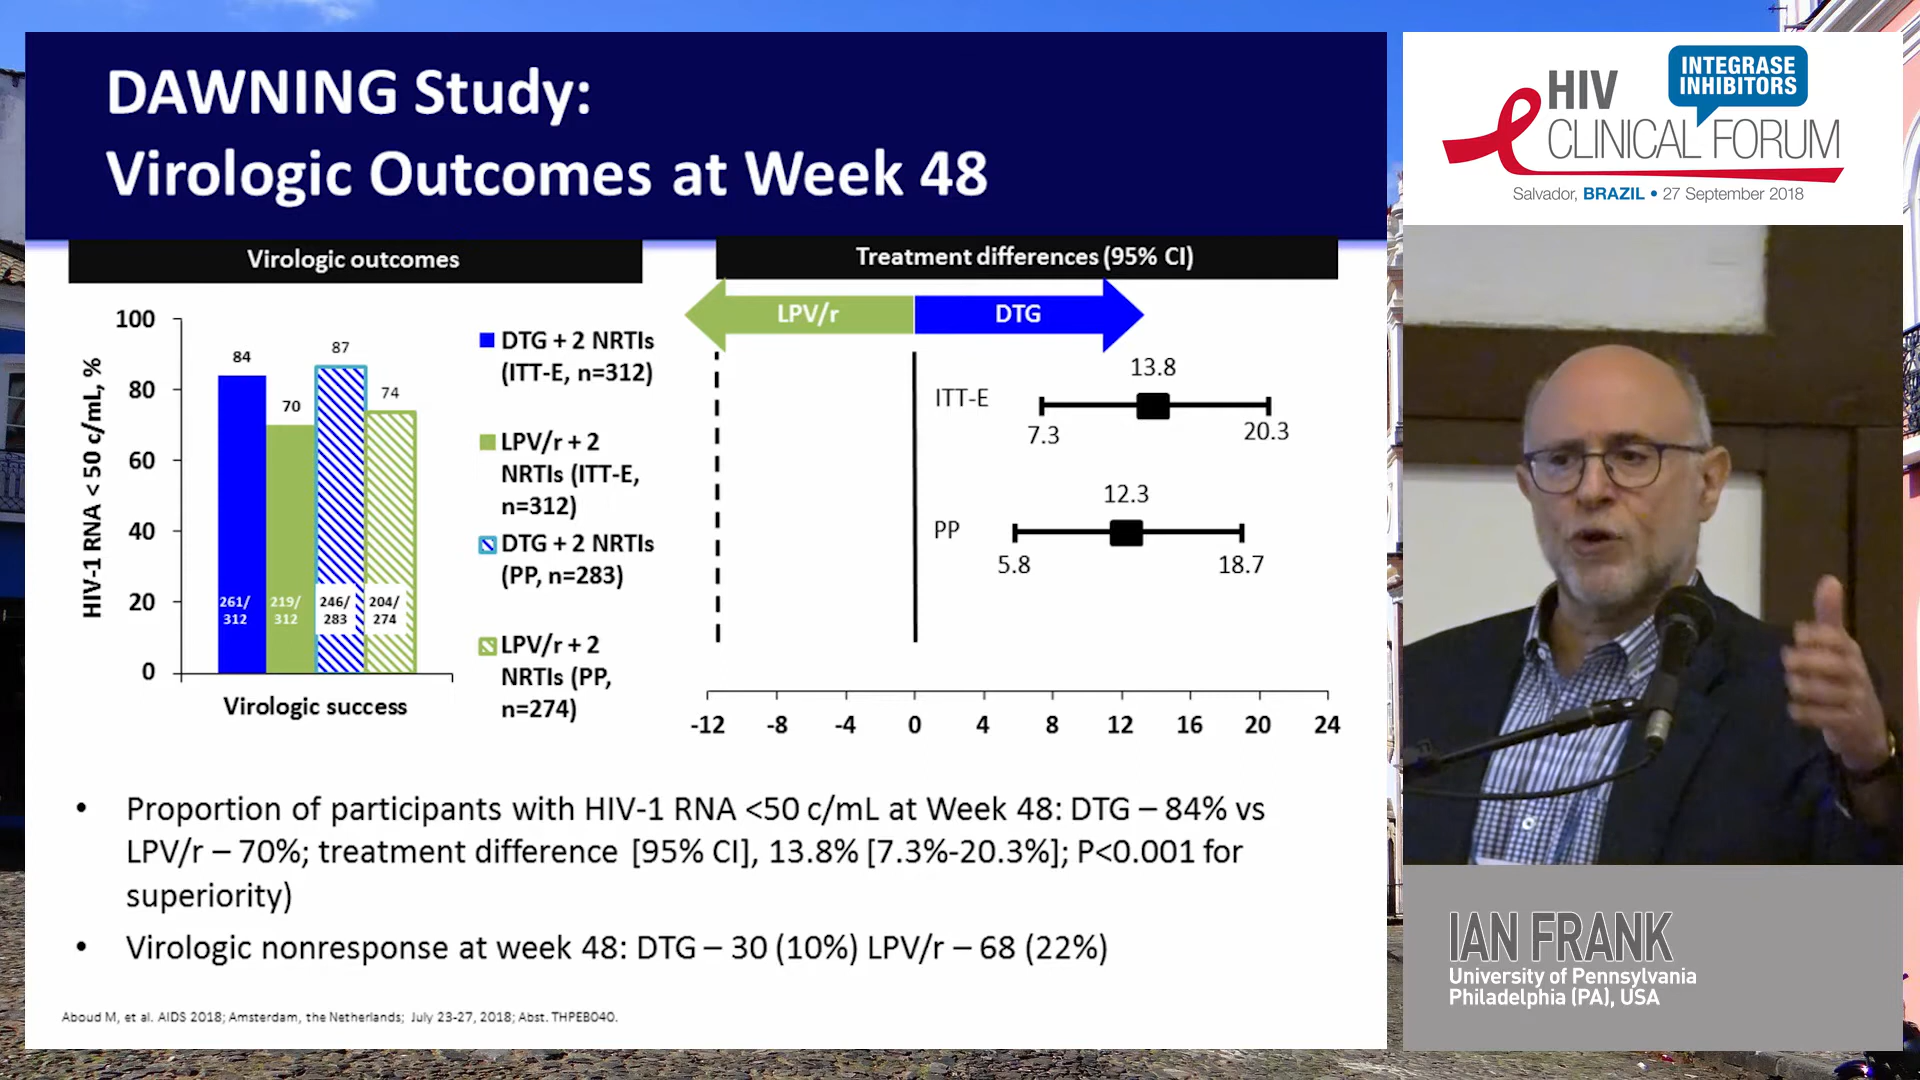 DAWNING Study:
Virologic Outcomes at Week 48
Virologic outcomes
HIV-1 RNA < 50 c/mL, %
100
80
60
40
20
0
84
70
87
74
261/
312
219/
312
246/
283
204/
274
Virologic success
DTG + 2 NRTIs
(ITT-E, n=312)
LPV/r + 2
NRTIs (ITT-E,
n=312)
DTG + 2 NRTIs
(PP, n=283)
LPV/r + 2
NRTIs (PP,
n=274)
Treatment differences (95% CI)
LPV/r
DTG
ITT-E
13.8
7.3
20.3
PP
12.3
5.8
18.7
-12 -8 -4 0 4 8 12 16 20 24
• Proportion of participants with HIV-1 RNA <50 c/mL at Week 48: DTG – 84% vs
LPV/r – 70%; treatment difference [95% CI], 13.8% [7.3%-20.3%]; P<0.001 for
superiority)
• Virologic nonresponse at week 48: DTG – 30 (10%) LPV/r – 68 (22%)
Aboud M, et al. AIDS 2018; Amsterdam, the Netherlands; July 23-27, 2018; Abst. THPEB040.
INTEGRASE
INHIBITORS
HIV
CLINICAL FORUM
Salvador, BRAZIL • 27 September 2018
IAN FRANK
University of Pennsylvania
Philadelphia (PA), USA